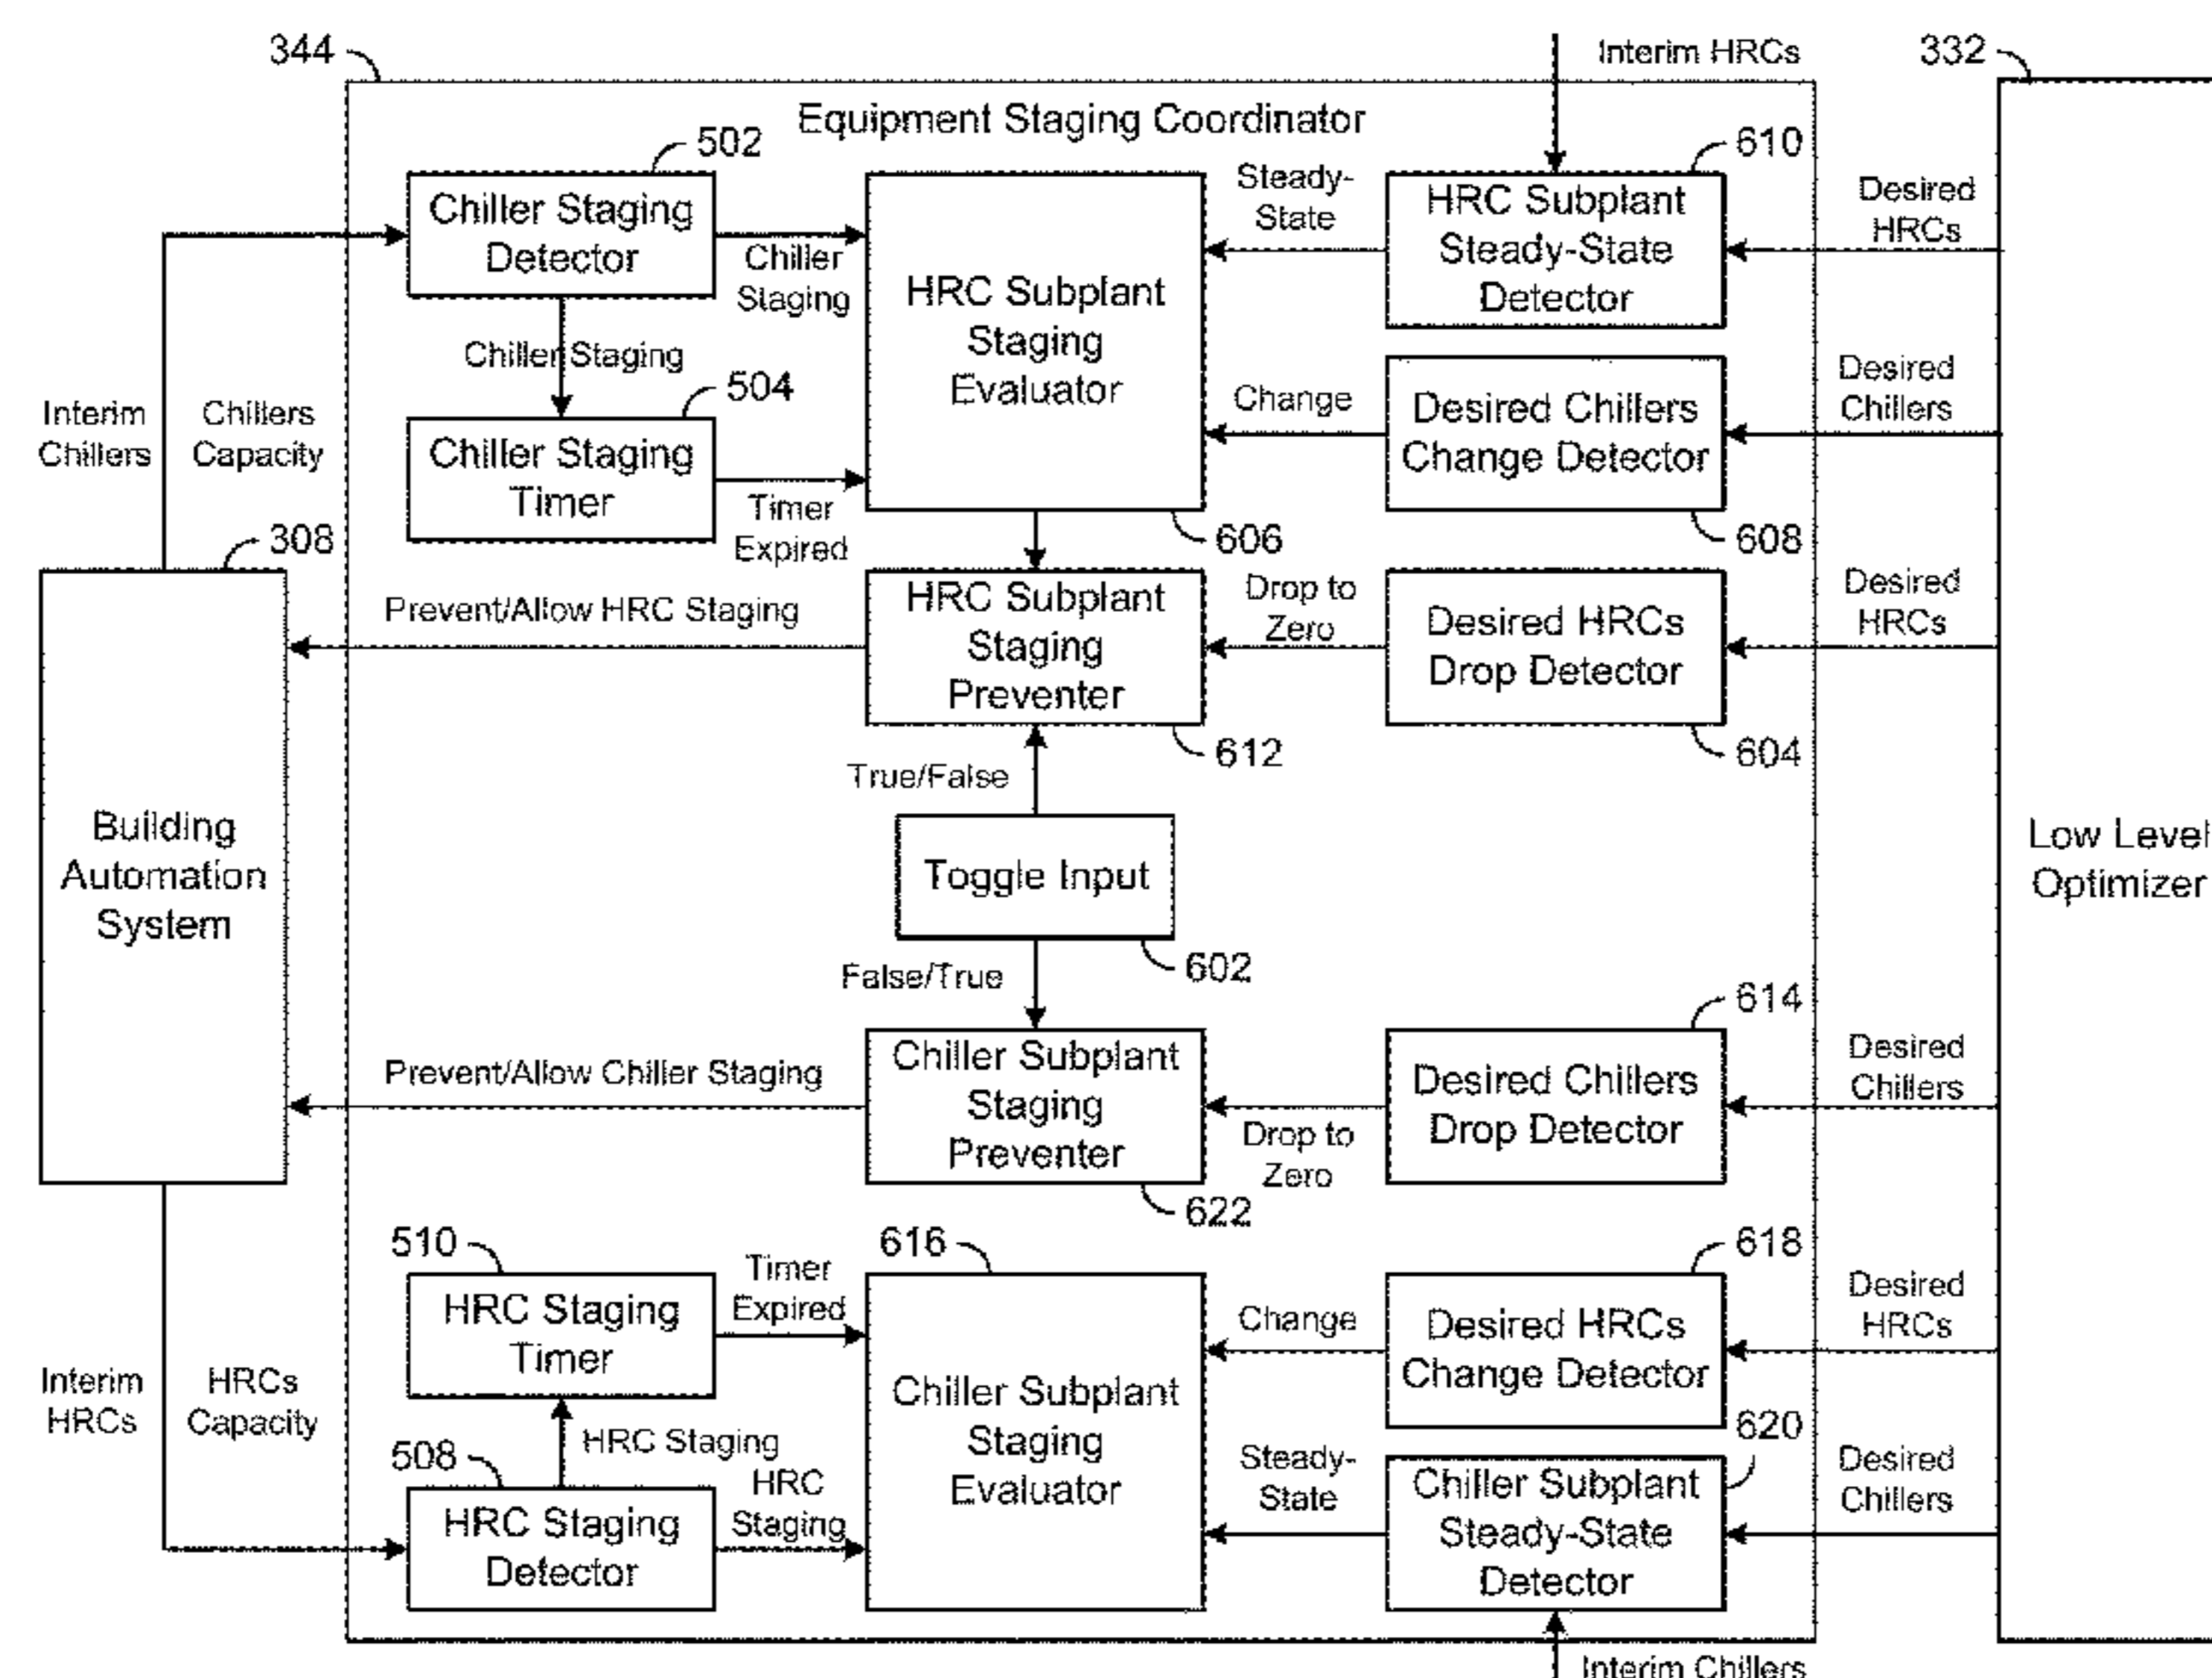 344
Interim HRCs
332
Equipment Staging Coordinator
502
610
Chiller Staging
Detector
Chiller
Staging
HRC Subplant
Staging
Evaluator
606
Steady-
State
HRC Subplant
Steady-State
Detector
Desired
HRCs
Chiller Staging
504
Chiller Staging
Timer
Timer
Expired
Change
Desired Chillers
Change Detector
608
Desired
Chillers
Interim
Chillers
Chillers
Capacity
308
Building
Automation
System
Prevent/Allow HRC Staging
HRC Subplant
Staging
Preventer
612
Drop to
Zero
Desired HRCs
Drop Detector
604
Desired
HRCs
True/False
Toggle Input
602
False/True
Low Level
Optimizer
Prevent/Allow Chiller Staging
Chiller Subplant
Staging
Preventer
622
Drop to
Zero
614
Desired Chillers
Drop Detector
Desired
Chillers
510
HRC Staging
Timer
Timer
Expired
616
Chiller Subplant
Staging
Evaluator
Change
618
Desired HRCs
Change Detector
Desired
HRCs
Interim
HRCs
HRCs
Capacity
HRC Staging
508
HRC Staging
Detector
HRC
Staging
Steady-
State
620
Chiller Subplant
Steady-State
Detector
Desired
Chillers
Interim Chillers